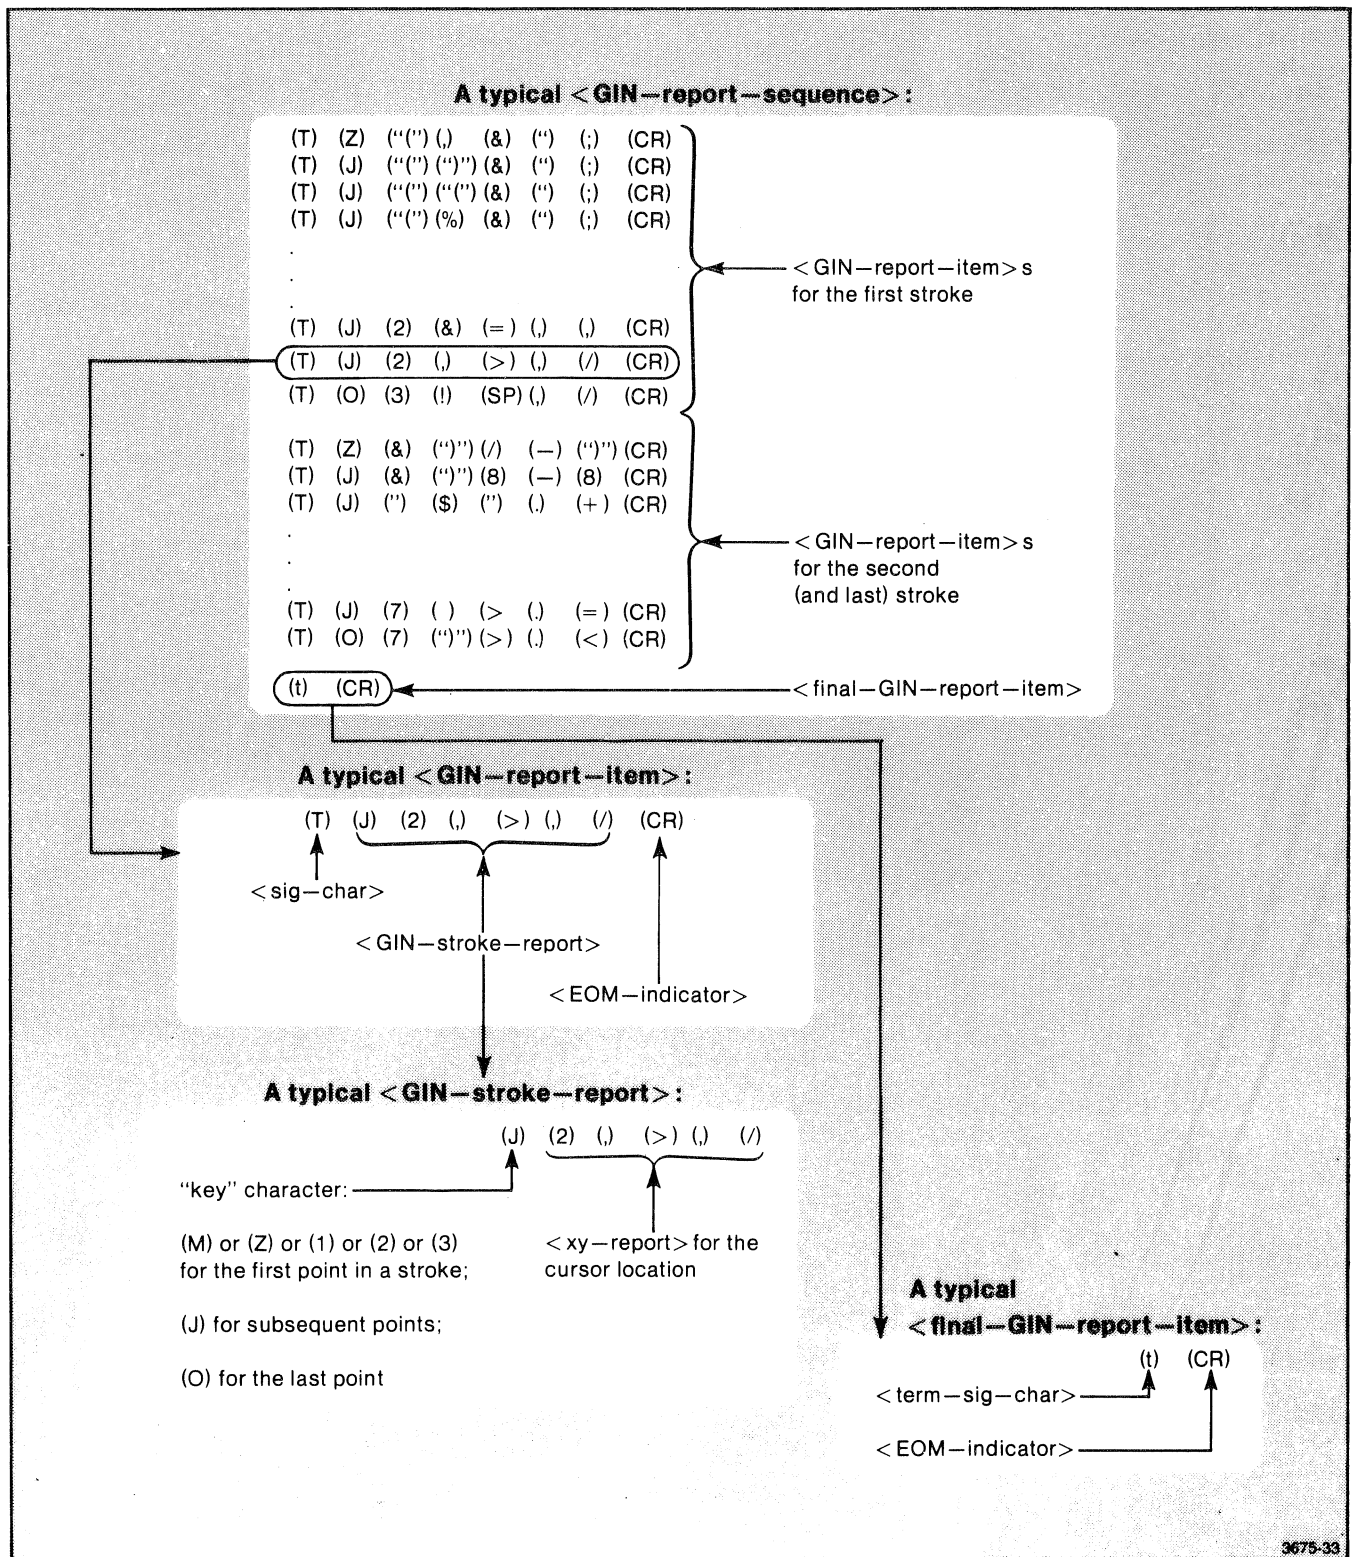 A typical <GIN—report—sequence>:
(T) (Z) (“(”) (,) (&) (“) (;) (CR)
(T) (J) (“(”) (“)”) (&) (“) (;) (CR)
(T) (J) (“(”) (“(”) (&) (“) (;) (CR)
(T) (J) (“(”) (%) (&) (“) (;) (CR)
.
.
.
<GIN—report—item>s
for the first stroke
(T) (J) (2) (&) (=) (,) (,) (CR)
(T) (J) (2) (,) (>) (,) (/) (CR)
(T) (O) (3) (!) (SP) (,) (/) (CR)
(T) (Z) (&) (“)”) (/) (—) (“)”) (CR)
(T) (J) (&) (“)”) (8) (—) (8) (CR)
(T) (J) (”) ($) (”) (.) (+) (CR)
.
.
.
<GIN—report—item>s
for the second
(and last) stroke
(T) (J) (7) ( ) (> (.) (=) (CR)
(T) (O) (7) (“)”) (>) (.) (<) (CR)
(t) (CR)
<final—GIN—report—item>
A typical <GIN—report—item>:
(T) (J) (2) (,) (>) (,) (/) (CR)
<sig—char>
<GIN—stroke—report>
<EOM—indicator>
A typical <GIN—stroke—report>:
(J) (2) (,) (>) (,) (/)
“key” character:
(M) or (Z) or (1) or (2) or (3)
for the first point in a stroke;
(J) for subsequent points;
(O) for the last point
<xy—report> for the
cursor location
A typical
<final—GIN—report—item>:
(t) (CR)
<term—sig—char>
<EOM—indicator>
3675-33